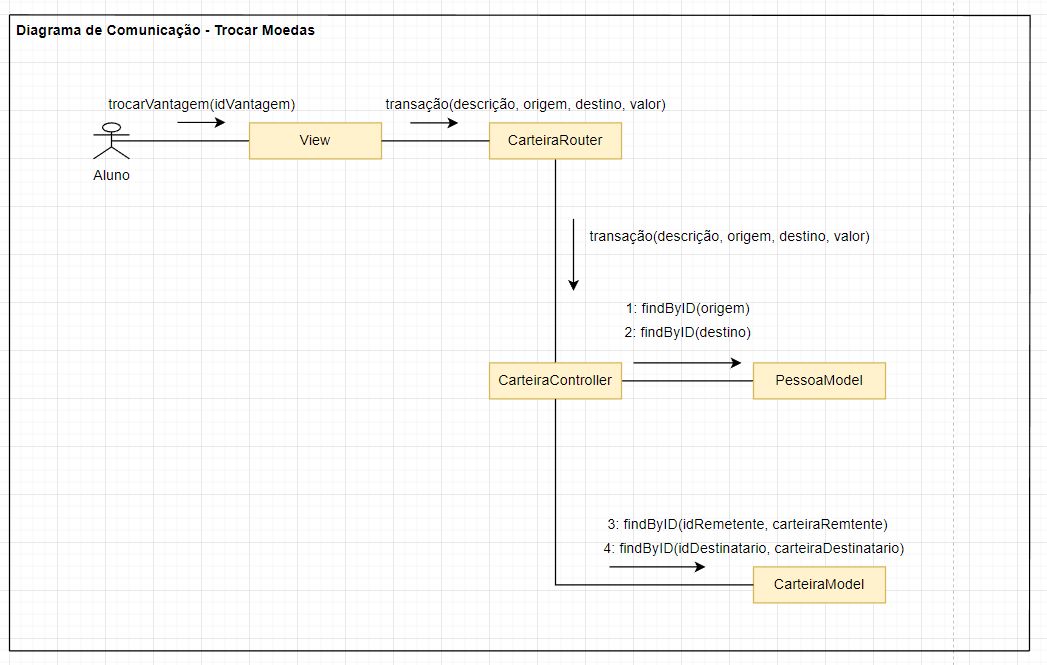 Diagrama de Comunicação - Trocar Moedas
trocarVantagem(idVantagem)
transação(descrição, origem, destino, valor)
View
CarteiraRouter
Aluno
transação(descrição, origem, destino, valor)
1: findByID(origem)
2: findByID(destino)
CarteiraController
PessoaModel
3: findByID(idRemetente, carteiraRemtente)
4: findByID(idDestinatario, carteiraDestinatario)
CarteiraModel